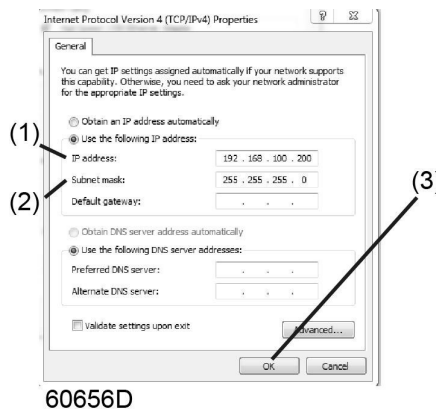 Internet Protocol Version 4 (TCP/IPv4) Properties
General
You can get IP settings assigned automatically if your network supports
this capability. Otherwise, you need to ask your network administrator
for the appropriate IP settings.
Obtain an IP address automatically
(1)
Use the following IP address:
IP address: 192 . 168 . 100 . 200
(2)
Subnet mask: 255 . 255 . 255 . 0
(3)
Default gateway: . . .
Obtain DNS server address automatically
Use the following DNS server addresses:
Preferred DNS server: . . .
Alternate DNS server: . . .
Validate settings upon exit
Advanced...
OK Cancel
60656D